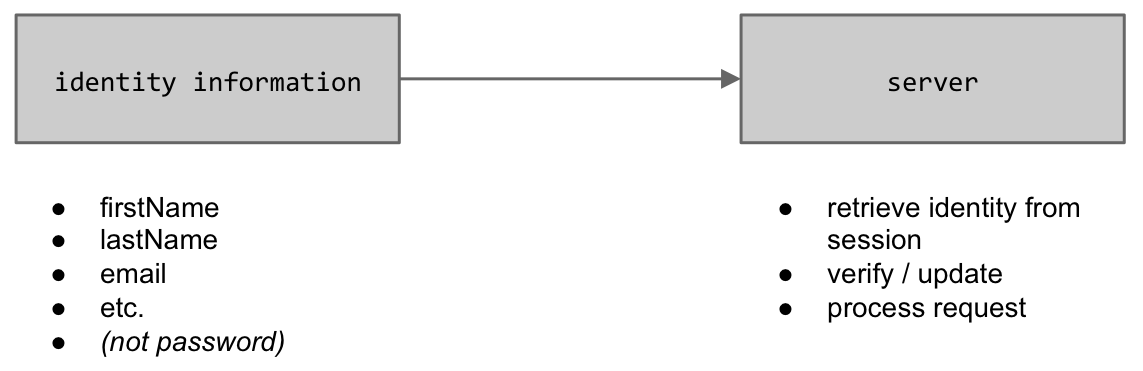 identity information
server
● firstName
● lastName
● email
● etc.
● (not password)
● retrieve identity from
session
● verify / update
● process request